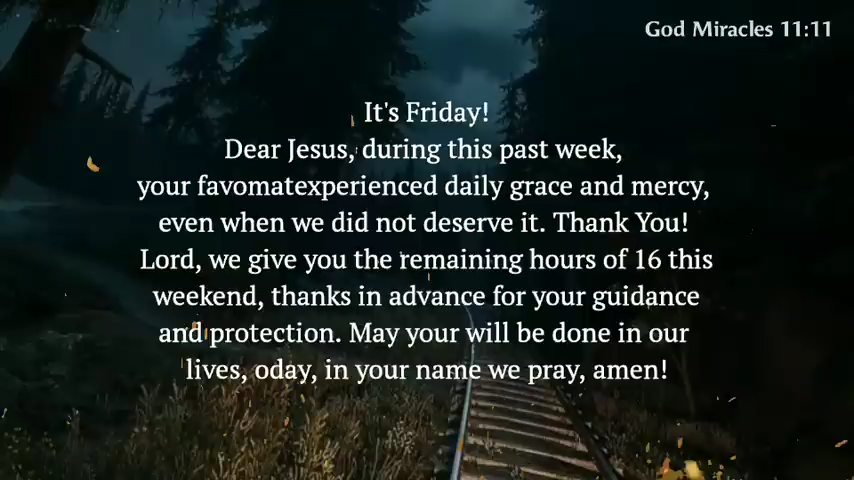 God Miracles 11:11
It's Friday!
Dear Jesus, during this past week,
your favomatexperienced daily grace and mercy,
even when we did not deserve it. Thank You!
Lord, we give you the remaining hours of 16 this
weekend, thanks in advance for your guidance
and protection. May your will be done in our
lives, oday, in your name we pray, amen!